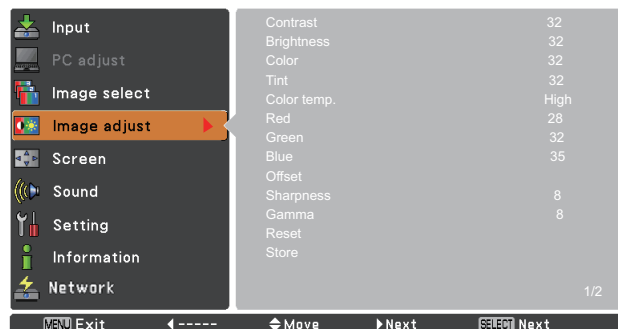 Input
PC adjust
Image select
Image adjust
Screen
Sound
Setting
Information
Network
Contrast 32
Brightness 32
Color 32
Tint 32
Color temp. High
Red 28
Green 32
Blue 35
Offset
Sharpness 8
Gamma 8
Reset
Store
1/2
MENU Exit ----- Move Next SELECT Next